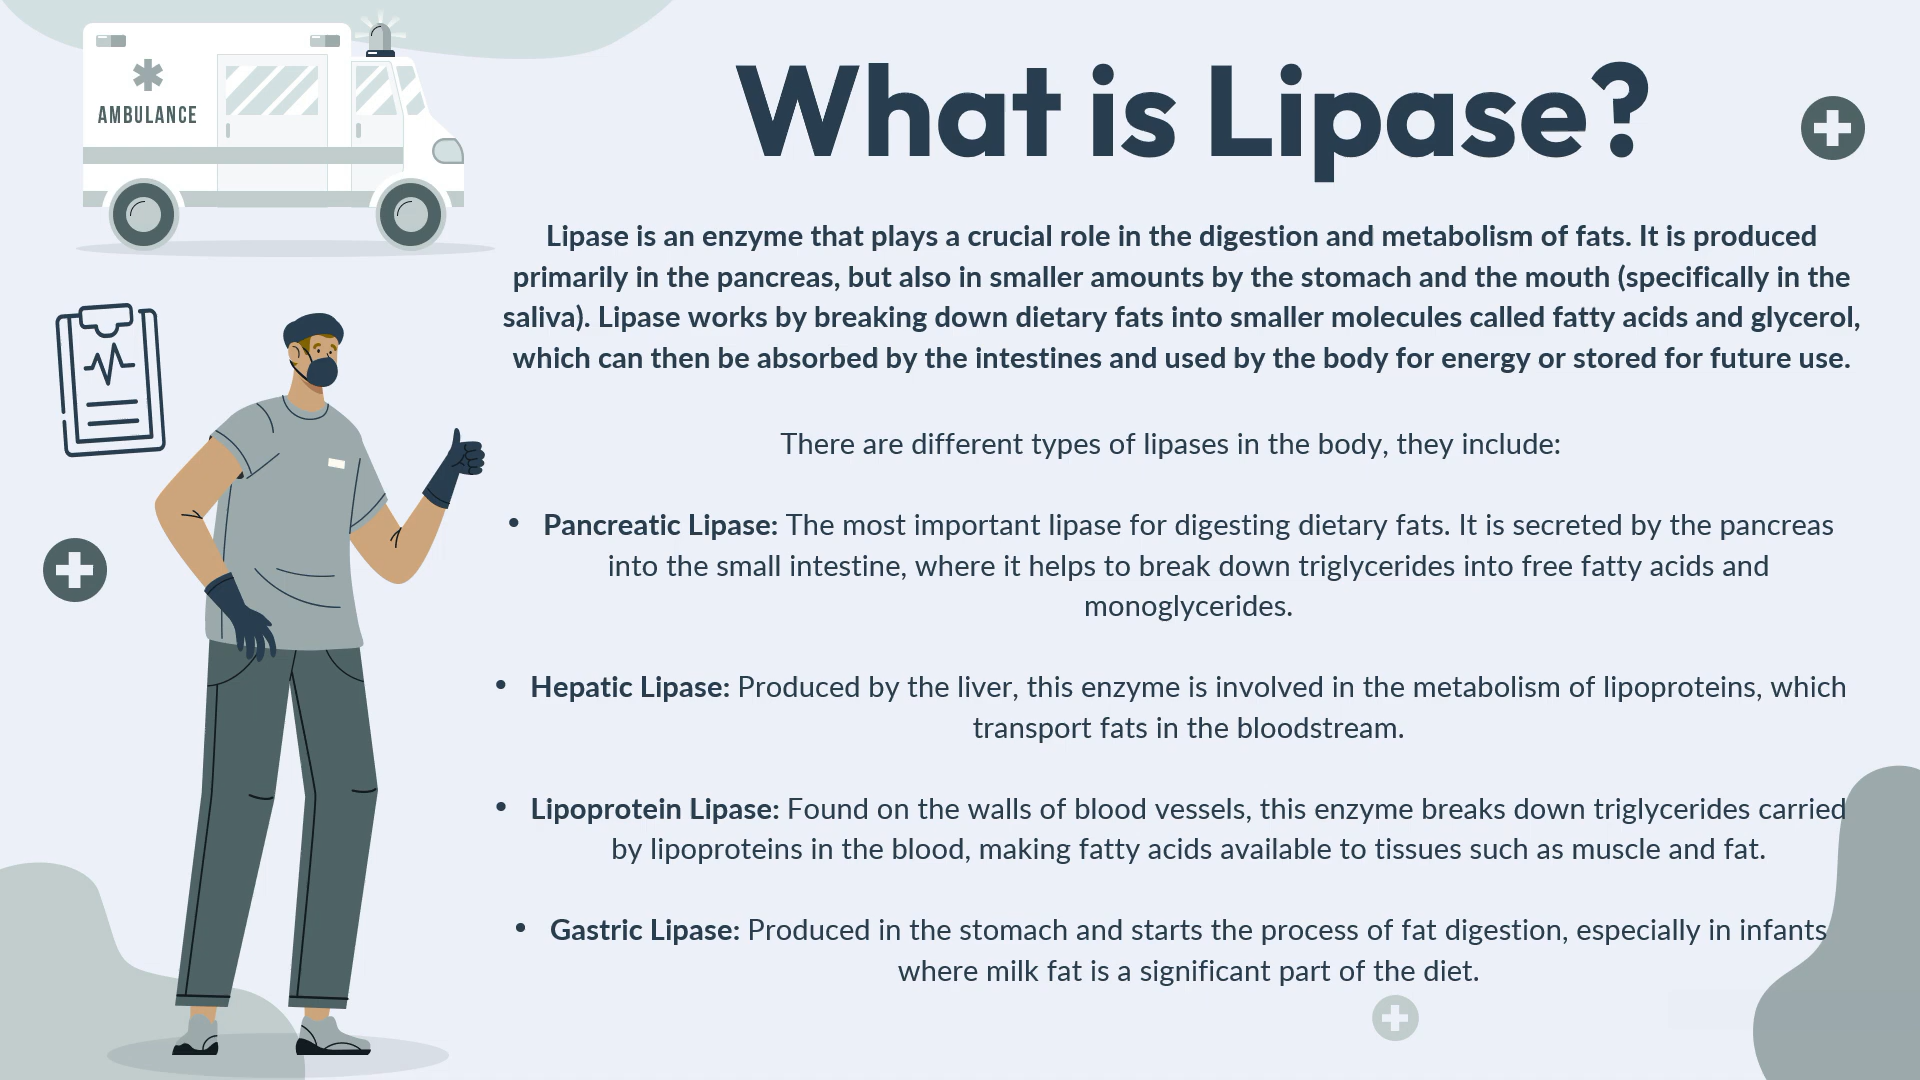 AMBULANCE
What is Lipase?
Lipase is an enzyme that plays a crucial role in the digestion and metabolism of fats. It is produced
primarily in the pancreas, but also in smaller amounts by the stomach and the mouth (specifically in the
saliva). Lipase works by breaking down dietary fats into smaller molecules called fatty acids and glycerol,
which can then be absorbed by the intestines and used by the body for energy or stored for future use.
There are different types of lipases in the body, they include:
• Pancreatic Lipase: The most important lipase for digesting dietary fats. It is secreted by the pancreas
into the small intestine, where it helps to break down triglycerides into free fatty acids and
monoglycerides.
• Hepatic Lipase: Produced by the liver, this enzyme is involved in the metabolism of lipoproteins, which
transport fats in the bloodstream.
• Lipoprotein Lipase: Found on the walls of blood vessels, this enzyme breaks down triglycerides carried
by lipoproteins in the blood, making fatty acids available to tissues such as muscle and fat.
• Gastric Lipase: Produced in the stomach and starts the process of fat digestion, especially in infants
where milk fat is a significant part of the diet.